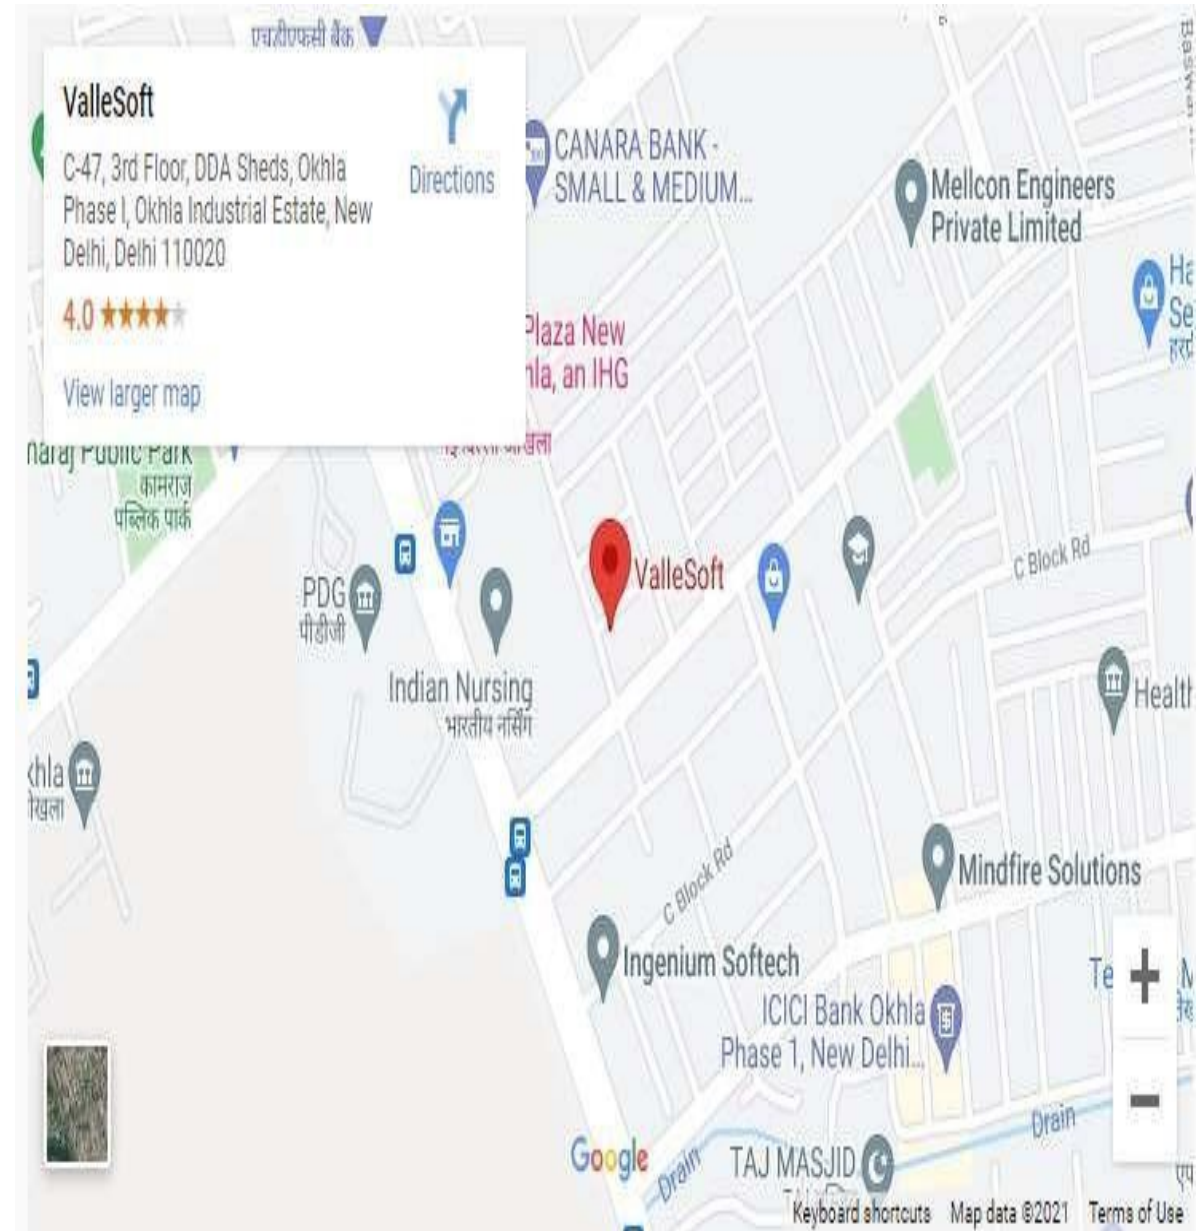 एचडीएफसी बैंक
ValleSoft
C-47, 3rd Floor, DDA Sheds, Okhla
Phase I, Okhla Industrial Estate, New
Delhi, Delhi 110020
4.0
View larger map
Directions
CANARA BANK -
SMALL & MEDIUM...
Mellcon Engineers
Private Limited
Plaza New
an IHG
Public Park
कामराज
पब्लिक पार्क
C Block Rd
ValleSoft
PDG
पीडीजी
Indian Nursing
भारतीय नर्सिंग
Health
Mindfire Solutions
C Block Rd
Ingenium Softech
ICICI Bank Okhla
Phase 1, New Delhi...
+
−
Drain
Google
Drain
TAJ MASJID
Keyboard shortcuts Map data ©2021 Terms of Use